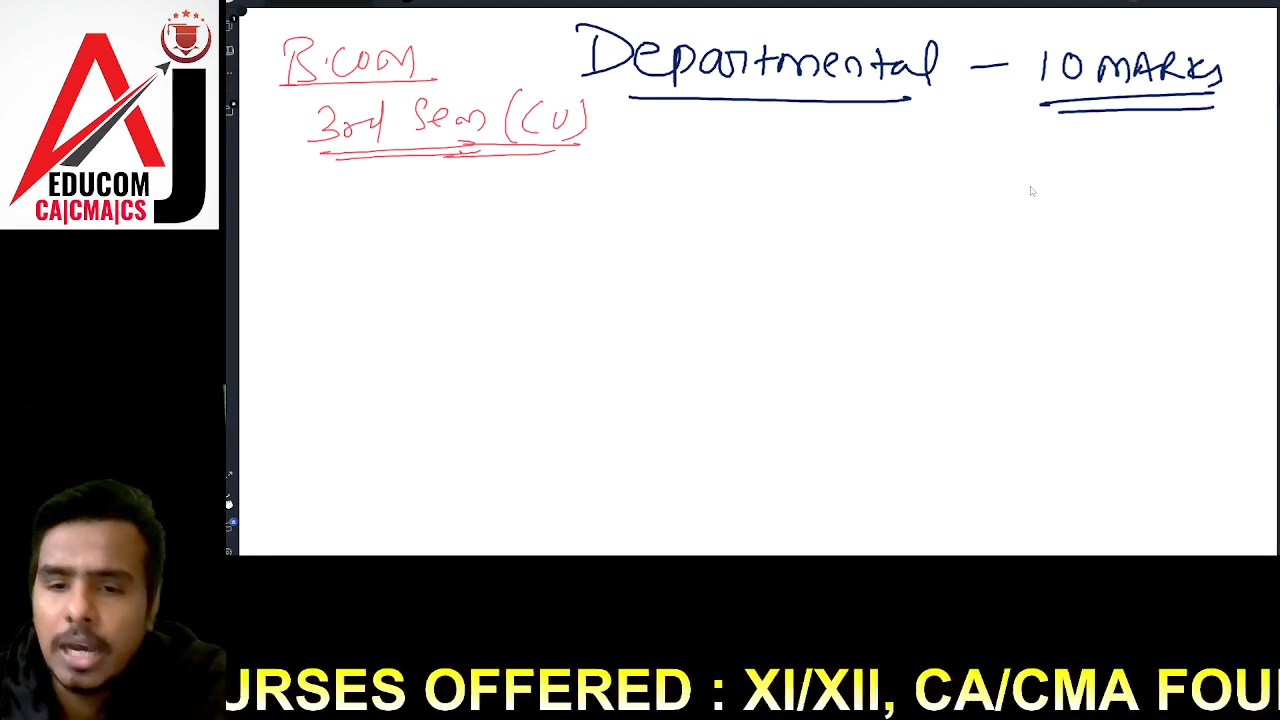 EDUCOM
CA|CMA|CS
B.COM
3rd Sem (CU)
Departmental - 10 MARKS
URSES OFFERED : XI/XII, CA/CMA FOU